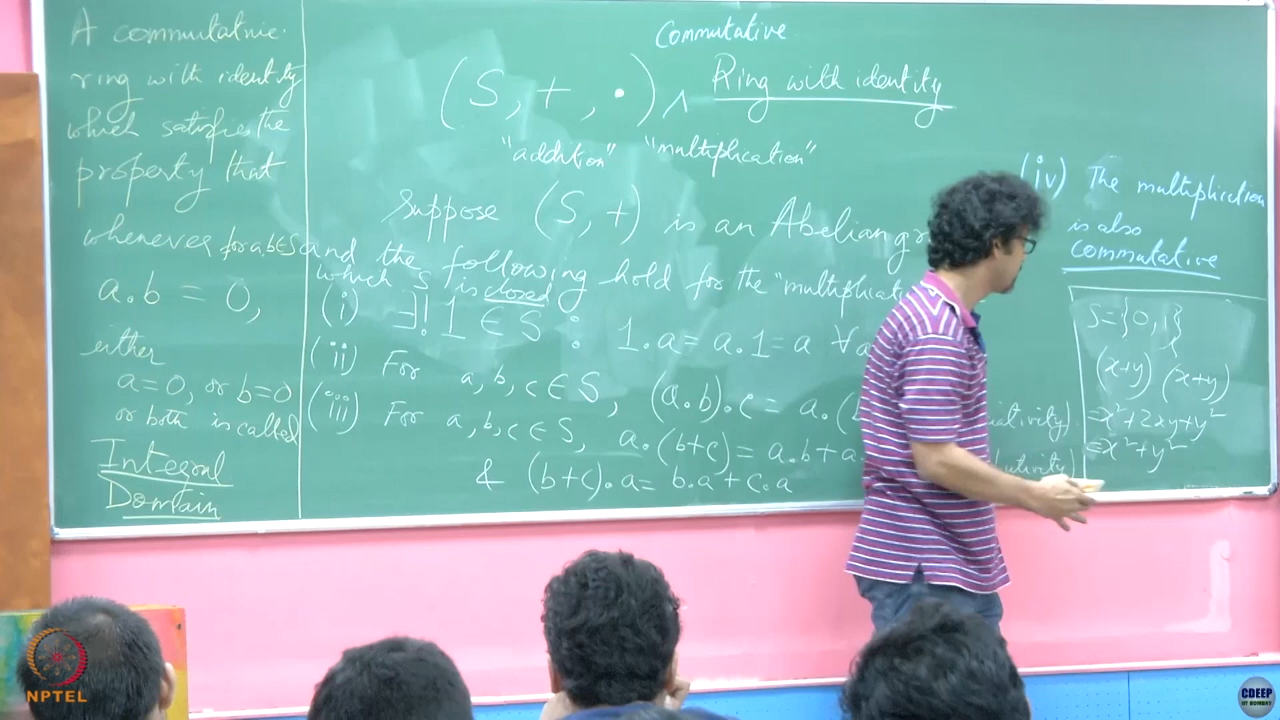 A commutative
ring with identity
which satisfies the
property that
whenever for a,b∈S
a.b = 0,
either
a=0, or b=0
or both is called
Integral
Domain
Commutative
(S, +, •) ∧ Ring with identity
"addition" "multiplication"
Suppose (S, +) is an Abelian
and the following hold for the
which S is closed
(i) ∃! 1 ∈ S : 1.a = a.1 = a ∀
(ii) For a, b, c ∈ S, (a.b).c = a.
(iii) For a, b, c ∈ S, a.(b+c) = a.b + a.
& (b+c).a = b.a + c.a
(iv) The multiplication
is also
commutative
S={0,1}
(x+y) (x+y)
⇒x²+2xy+y²
⇒x²+y²
NPTEL
CDEEP
IIT BOMBAY